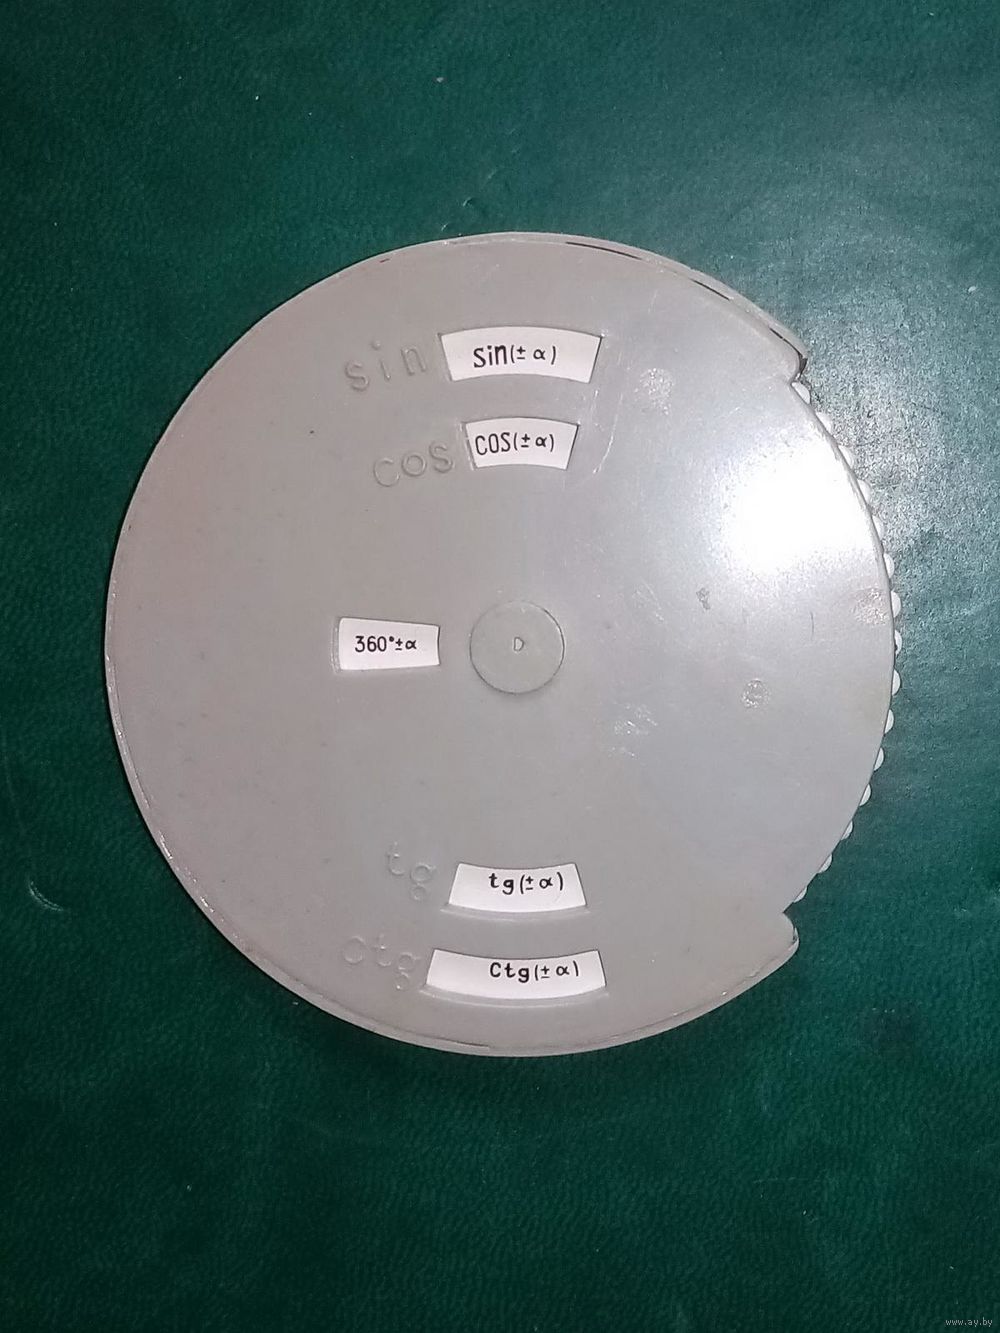 sin sin(± α)
cos COS(± α)
360°± α
D
tg tg(± α)
ctg Ctg(± α)
www.ay.by